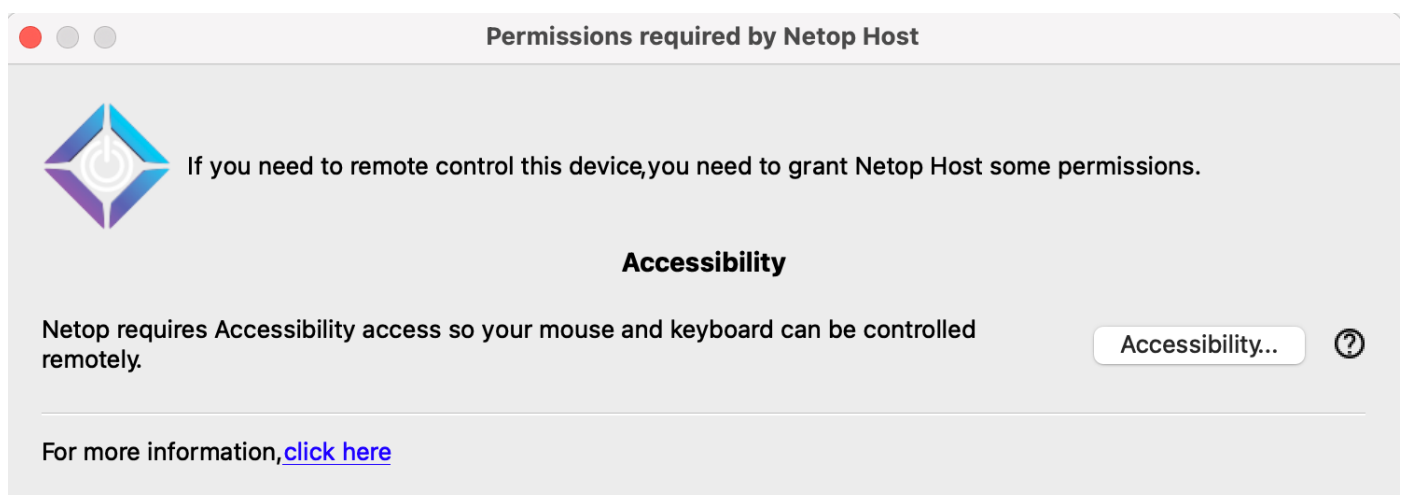 Permissions required by Netop Host
If you need to remote control this device,you need to grant Netop Host some permissions.
Accessibility
Netop requires Accessibility access so your mouse and keyboard can be controlled
remotely.
Accessibility...
?
For more information,click here